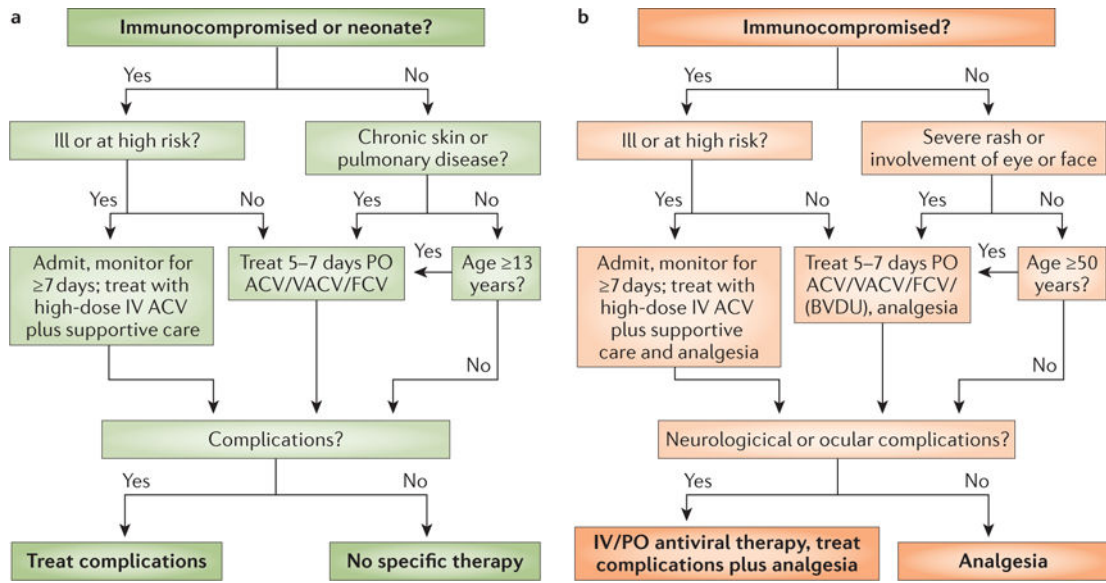 a
Immunocompromised or neonate?
Yes
No
Ill or at high risk?
Chronic skin or
pulmonary disease?
Yes
No
Yes
No
Admit, monitor for
≥7 days; treat with
high-dose IV ACV
plus supportive care
Treat 5–7 days PO
ACV/VACV/FCV
Yes
Age ≥13
years?
No
Complications?
Yes
No
Treat complications
No specific therapy
b
Immunocompromised?
Yes
No
Ill or at high risk?
Severe rash or
involvement of eye or face
Yes
No
Yes
No
Admit, monitor for
≥7 days; treat with
high-dose IV ACV
plus supportive
care and analgesia
Treat 5–7 days PO
ACV/VACV/FCV/
(BVDU), analgesia
Yes
Age ≥50
years?
No
Neurologicical or ocular complications?
Yes
No
IV/PO antiviral therapy, treat
complications plus analgesia
Analgesia